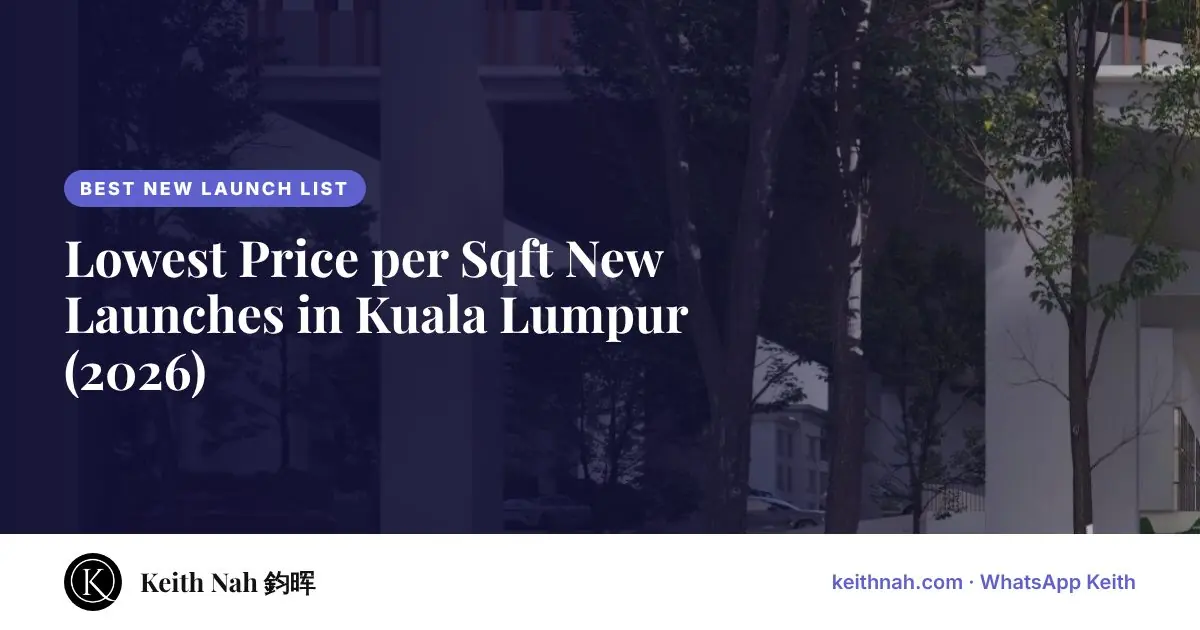 BEST NEW LAUNCH LIST
Lowest Price per Sqft New
Launches in Kuala Lumpur
(2026)
K
Keith Nah 鈞晖
keithnah.com · WhatsApp Keith